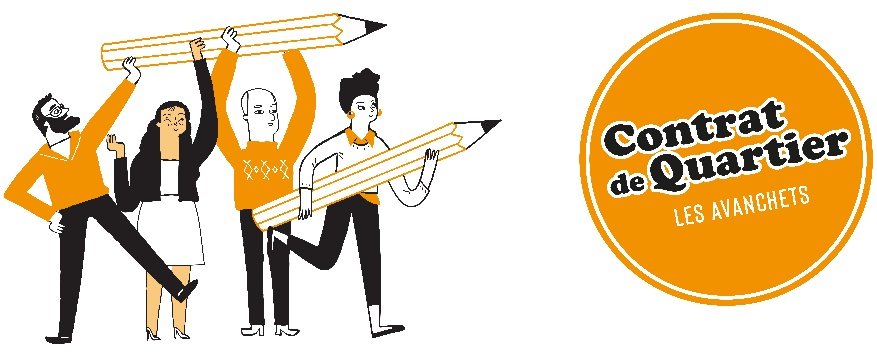 Contrat
de Quartier
LES AVANCHETS